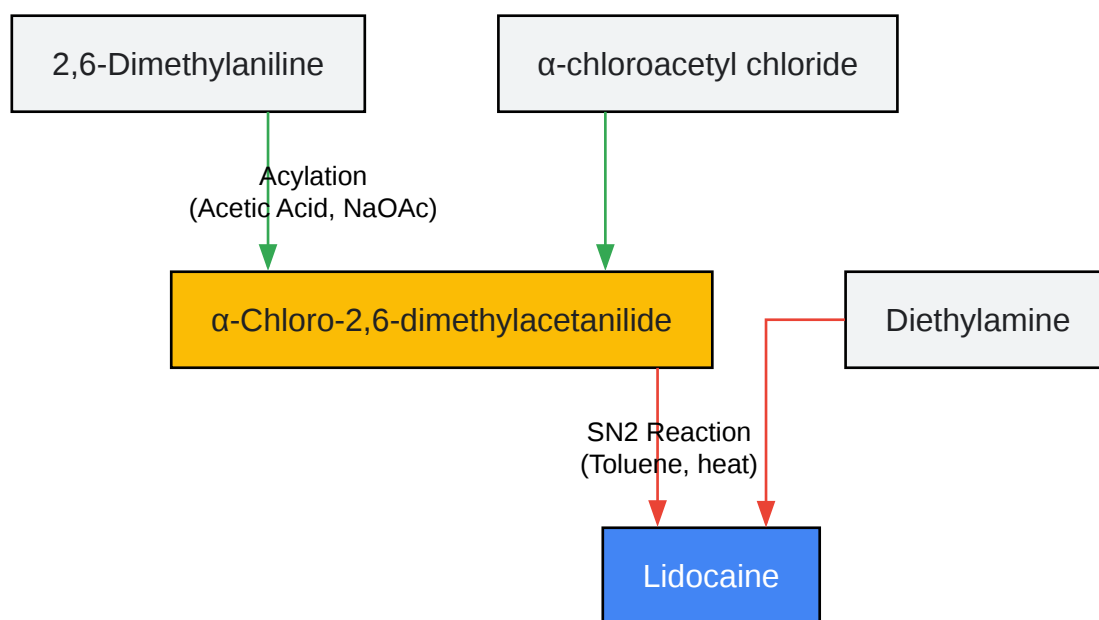 2,6-Dimethylaniline
α-chloroacetyl chloride
Acylation
(Acetic Acid, NaOAc)
α-Chloro-2,6-dimethylacetanilide
Diethylamine
SN2 Reaction
(Toluene, heat)
Lidocaine